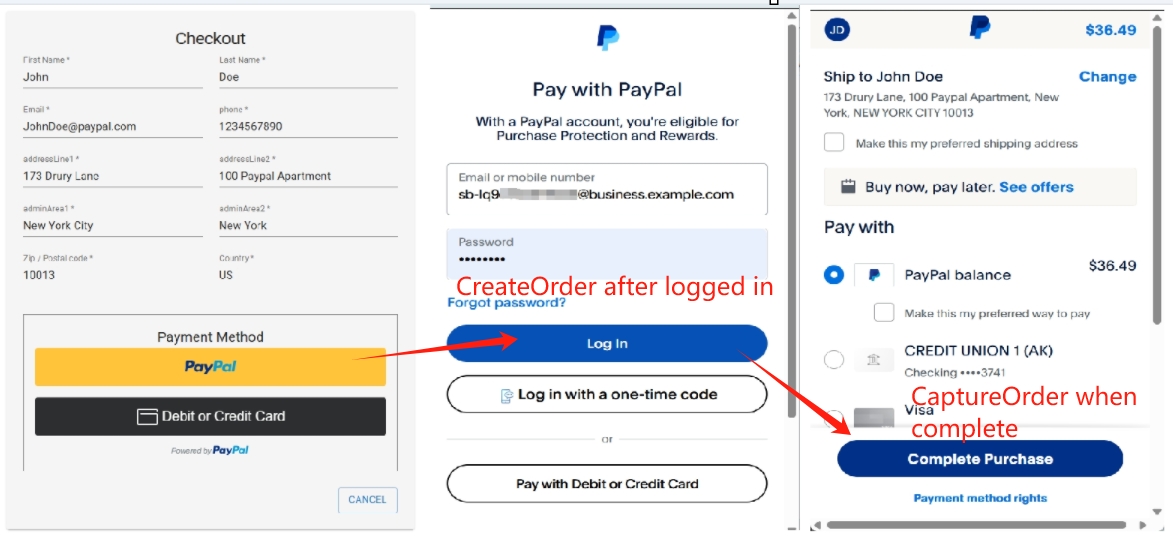 Checkout
First Name *
Last Name *
John
Doe
Email *
phone *
JohnDoe@paypal.com
1234567890
addressLine1 *
addressLine2 *
173 Drury Lane
100 Paypal Apartment
adminArea1 *
adminArea2 *
New York City
New York
Zip / Postal code *
Country *
10013
US
Payment Method
PayPal
Debit or Credit Card
Powered by PayPal
CANCEL
Pay with PayPal
With a PayPal account, you're eligible for
Purchase Protection and Rewards.
Email or mobile number
sb-lq9 @business.example.com
Password
••••••••
CreateOrder after logged in
Forgot password?
Log In
Log in with a one-time code
or
Pay with Debit or Credit Card
JD
$36.49
Ship to John Doe
Change
173 Drury Lane, 100 Paypal Apartment, New
York, NEW YORK CITY 10013
Make this my preferred shipping address
Buy now, pay later. See offers
Pay with
PayPal balance
$36.49
Make this my preferred way to pay
CREDIT UNION 1 (AK)
Checking ••••3741
Visa
CaptureOrder when
complete
Complete Purchase
Payment method rights